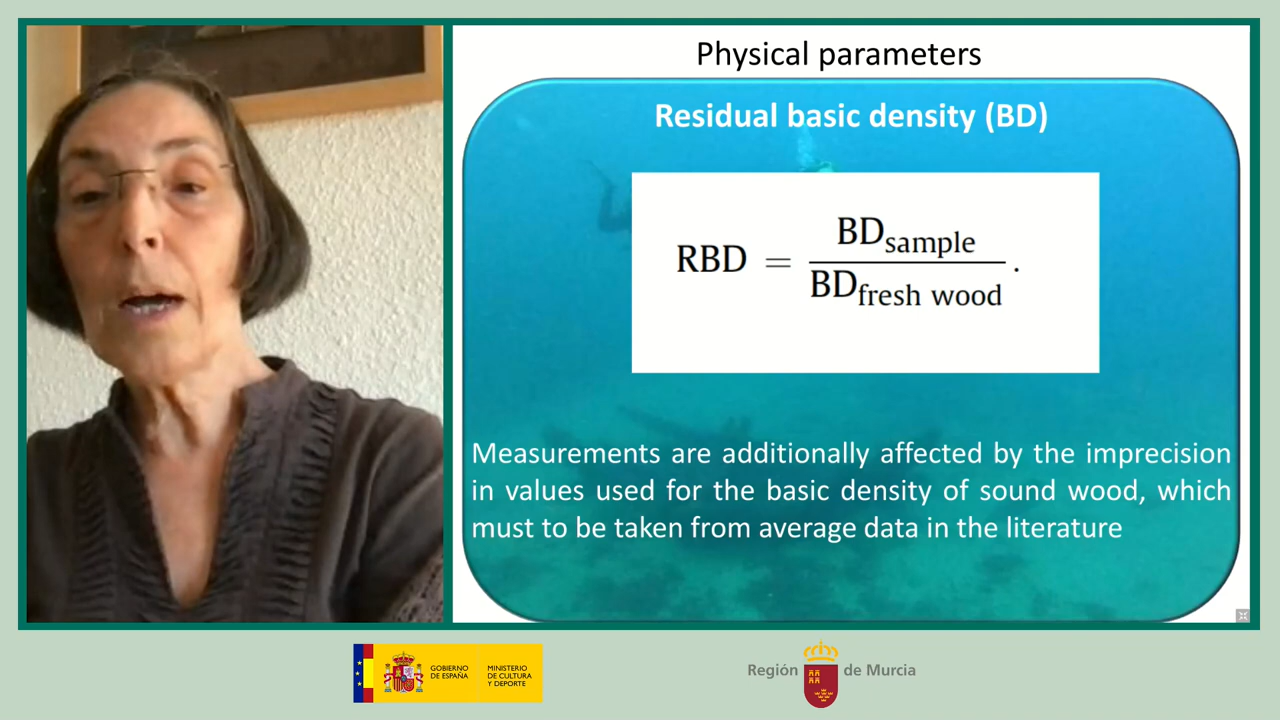 Physical parameters
Residual basic density (BD)
RBD = BDsample / BDfresh wood .
Measurements are additionally affected by the imprecision
in values used for the basic density of sound wood, which
must to be taken from average data in the literature
GOBIERNO
DE ESPAÑA
MINISTERIO
DE CULTURA
Y DEPORTE
Región de Murcia